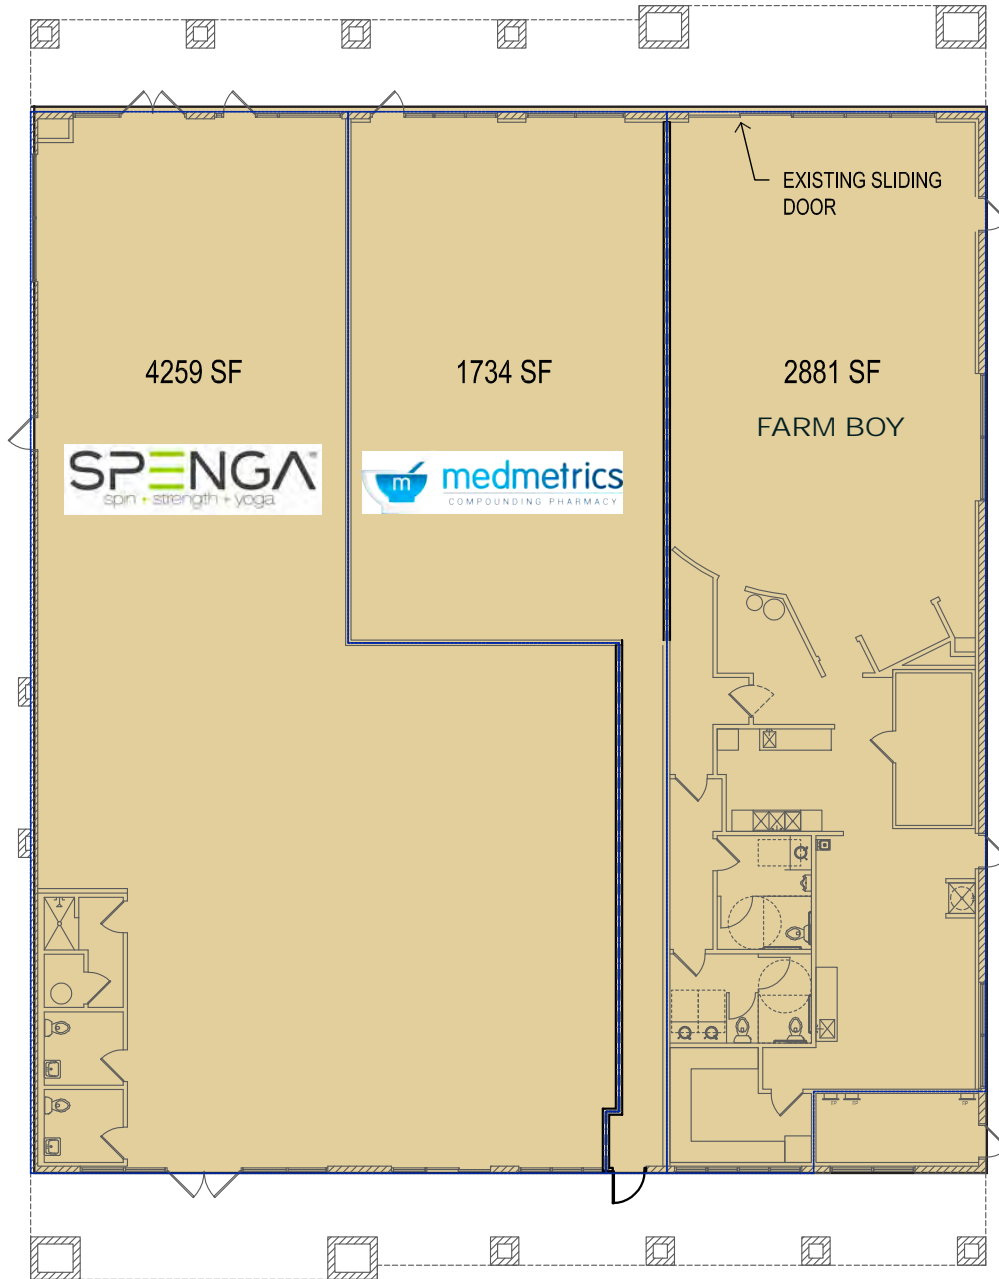 EXISTING SLIDING
DOOR
4259 SF
1734 SF
2881 SF
FARM BOY
SPENGA
spin + strength + yoga
m
medmetrics
COMPOUNDING PHARMACY